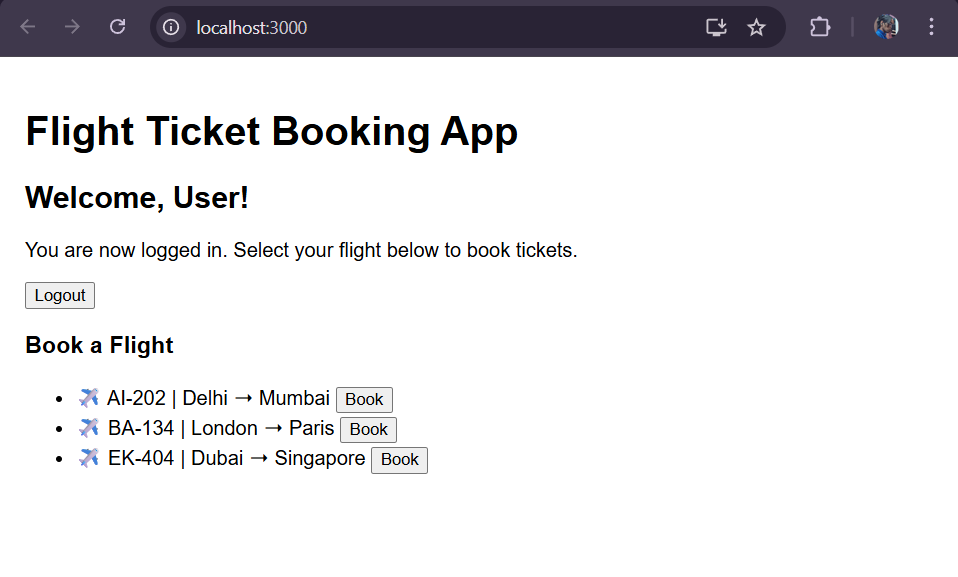 localhost:3000
Flight Ticket Booking App
Welcome, User!
You are now logged in. Select your flight below to book tickets.
Logout
Book a Flight
• ✈️ AI-202 | Delhi → Mumbai Book
• ✈️ BA-134 | London → Paris Book
• ✈️ EK-404 | Dubai → Singapore Book